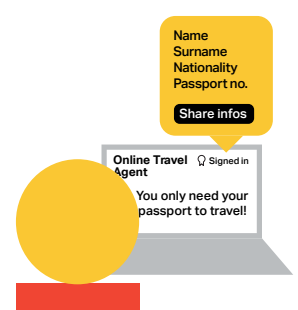 Name
Surname
Nationality
Passport no.
Share infos
Online Travel Signed in
Agent
You only need your
passport to travel!